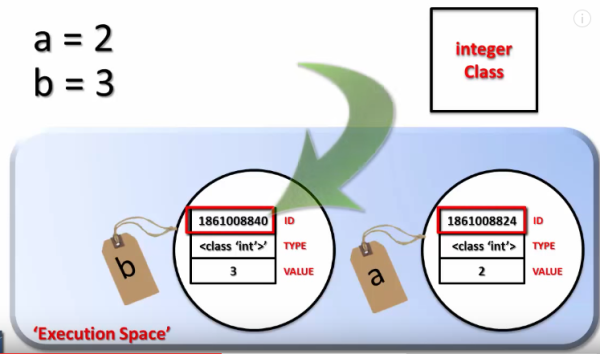 a = 2
b = 3
integer
Class
1861008840 ID
<class ‘int’>’ TYPE
3 VALUE
b
1861008824 ID
<class ‘int’> TYPE
2 VALUE
a
‘Execution Space’
i